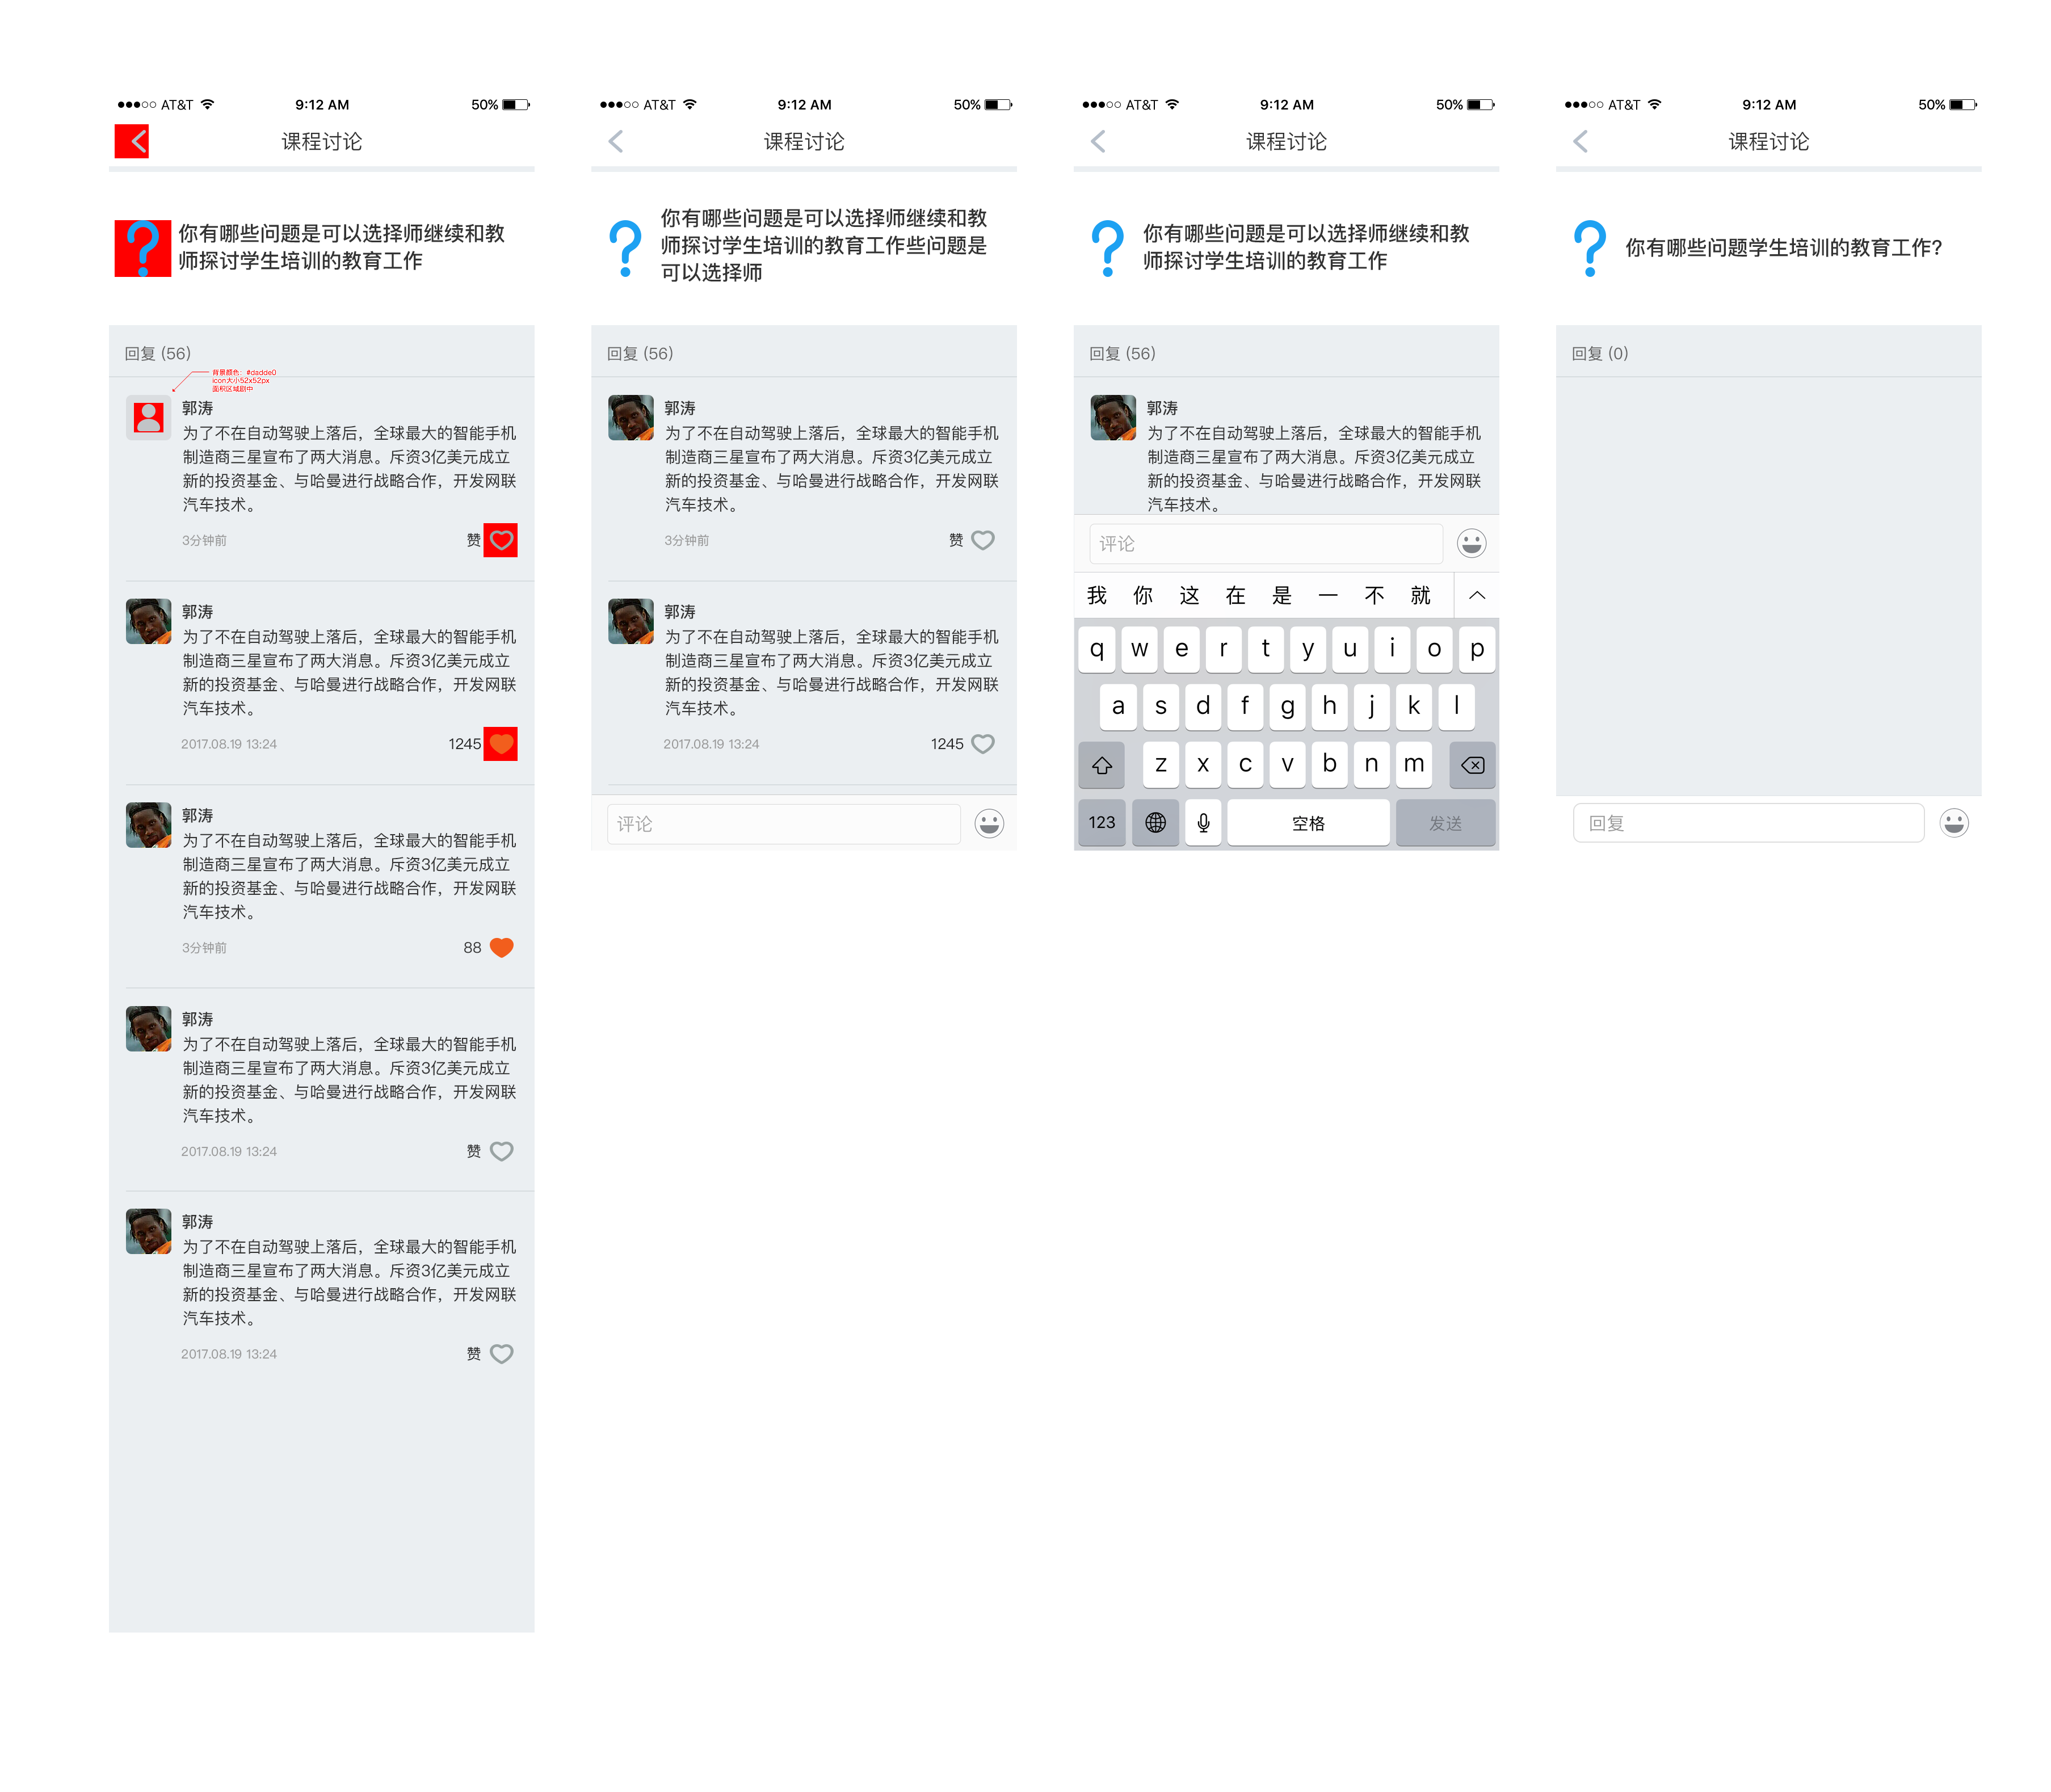 AT&T 9:12 AM 50%
课程讨论
你有哪些问题是可以选择师继续和教
师探讨学生培训的教育工作
回复 (56)
背景颜色：#dadde0
icon大小52x52px
面积区域剧中
郭涛
为了不在自动驾驶上落后，全球最大的智能手机
制造商三星宣布了两大消息。斥资3亿美元成立
新的投资基金、与哈曼进行战略合作，开发网联
汽车技术。
3分钟前 赞
郭涛
为了不在自动驾驶上落后，全球最大的智能手机
制造商三星宣布了两大消息。斥资3亿美元成立
新的投资基金、与哈曼进行战略合作，开发网联
汽车技术。
2017.08.19 13:24 1245
郭涛
为了不在自动驾驶上落后，全球最大的智能手机
制造商三星宣布了两大消息。斥资3亿美元成立
新的投资基金、与哈曼进行战略合作，开发网联
汽车技术。
3分钟前 88
郭涛
为了不在自动驾驶上落后，全球最大的智能手机
制造商三星宣布了两大消息。斥资3亿美元成立
新的投资基金、与哈曼进行战略合作，开发网联
汽车技术。
2017.08.19 13:24 赞
郭涛
为了不在自动驾驶上落后，全球最大的智能手机
制造商三星宣布了两大消息。斥资3亿美元成立
新的投资基金、与哈曼进行战略合作，开发网联
汽车技术。
2017.08.19 13:24 赞
AT&T 9:12 AM 50%
课程讨论
你有哪些问题是可以选择师继续和教
师探讨学生培训的教育工作些问题是
可以选择师
回复 (56)
郭涛
为了不在自动驾驶上落后，全球最大的智能手机
制造商三星宣布了两大消息。斥资3亿美元成立
新的投资基金、与哈曼进行战略合作，开发网联
汽车技术。
3分钟前 赞
郭涛
为了不在自动驾驶上落后，全球最大的智能手机
制造商三星宣布了两大消息。斥资3亿美元成立
新的投资基金、与哈曼进行战略合作，开发网联
汽车技术。
2017.08.19 13:24 1245
评论
AT&T 9:12 AM 50%
课程讨论
你有哪些问题是可以选择师继续和教
师探讨学生培训的教育工作
回复 (56)
郭涛
为了不在自动驾驶上落后，全球最大的智能手机
制造商三星宣布了两大消息。斥资3亿美元成立
新的投资基金、与哈曼进行战略合作，开发网联
汽车技术。
评论
我 你 这 在 是 一 不 就
q w e r t y u i o p
a s d f g h j k l
z x c v b n m
123 空格 发送
AT&T 9:12 AM 50%
课程讨论
你有哪些问题学生培训的教育工作?
回复 (0)
回复